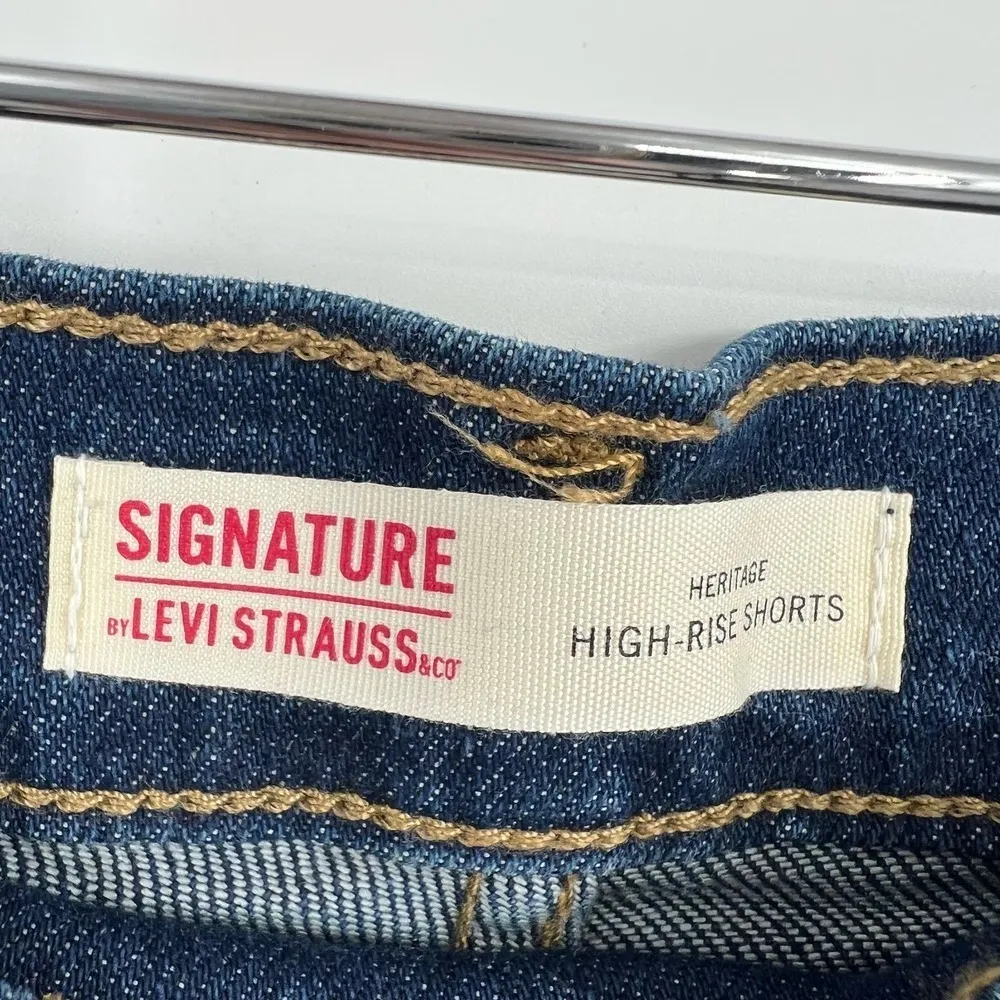 SIGNATURE
BY LEVI STRAUSS & CO
HERITAGE
HIGH-RISE SHORTS